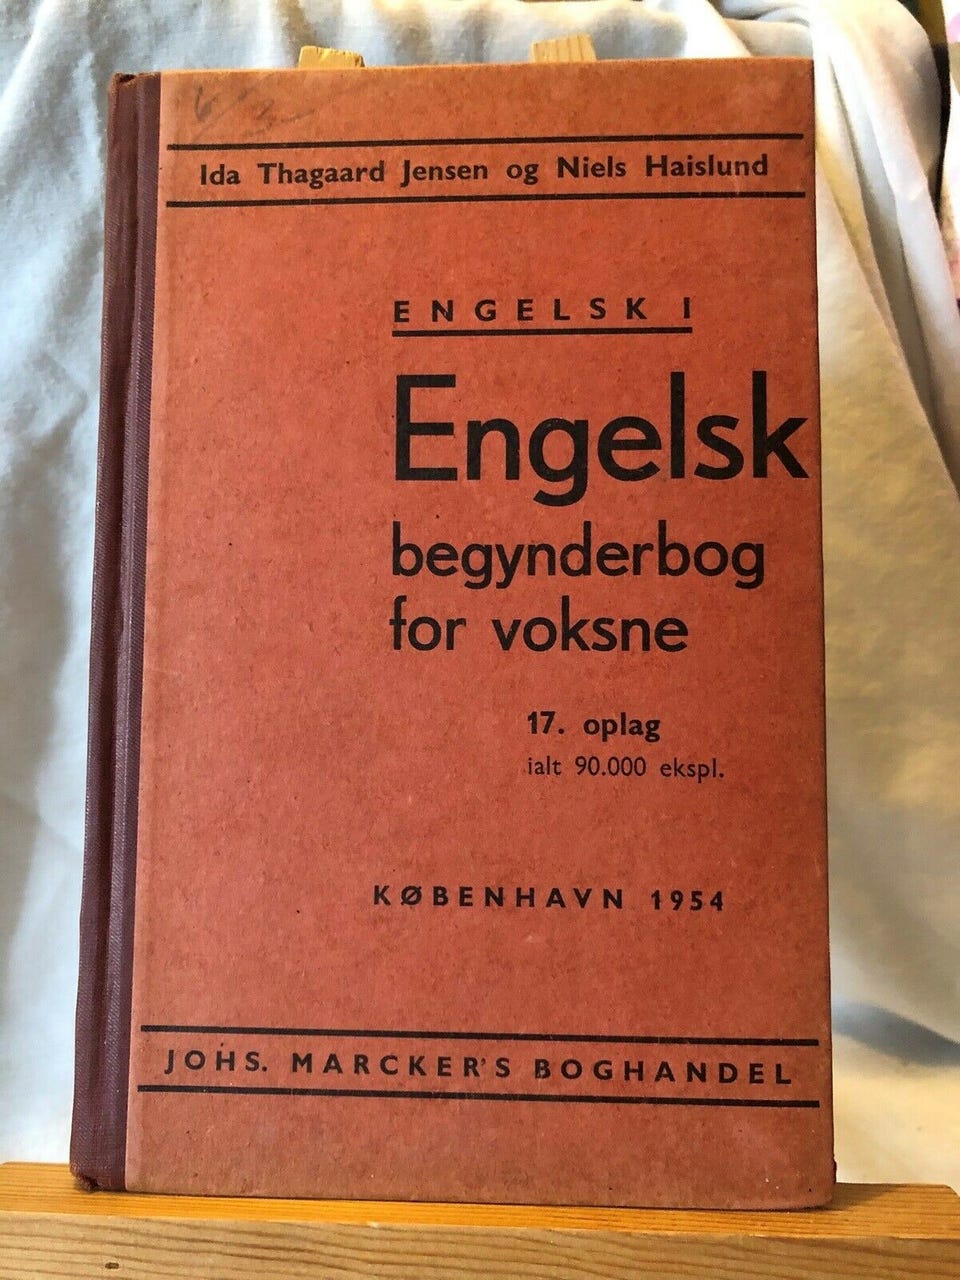 Ida Thagaard Jensen og Niels Haislund
ENGELSK I
Engelsk
begynderbog
for voksne
17. oplag
ialt 90.000 ekspl.
KØBENHAVN 1954
JOHS. MARCKER'S BOGHANDEL